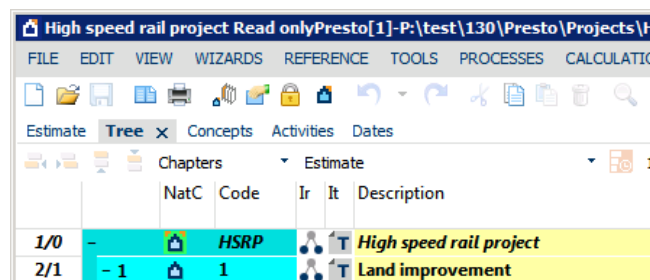 High speed rail project Read onlyPresto[1]-P:\test\130\Presto\Projects\H
FILE EDIT VIEW WIZARDS REFERENCE TOOLS PROCESSES CALCULATIO
Estimate Tree x Concepts Activities Dates
Chapters Estimate
NatC Code Ir It Description
1/0 - HSRP T High speed rail project
2/1 - 1 1 T Land improvement